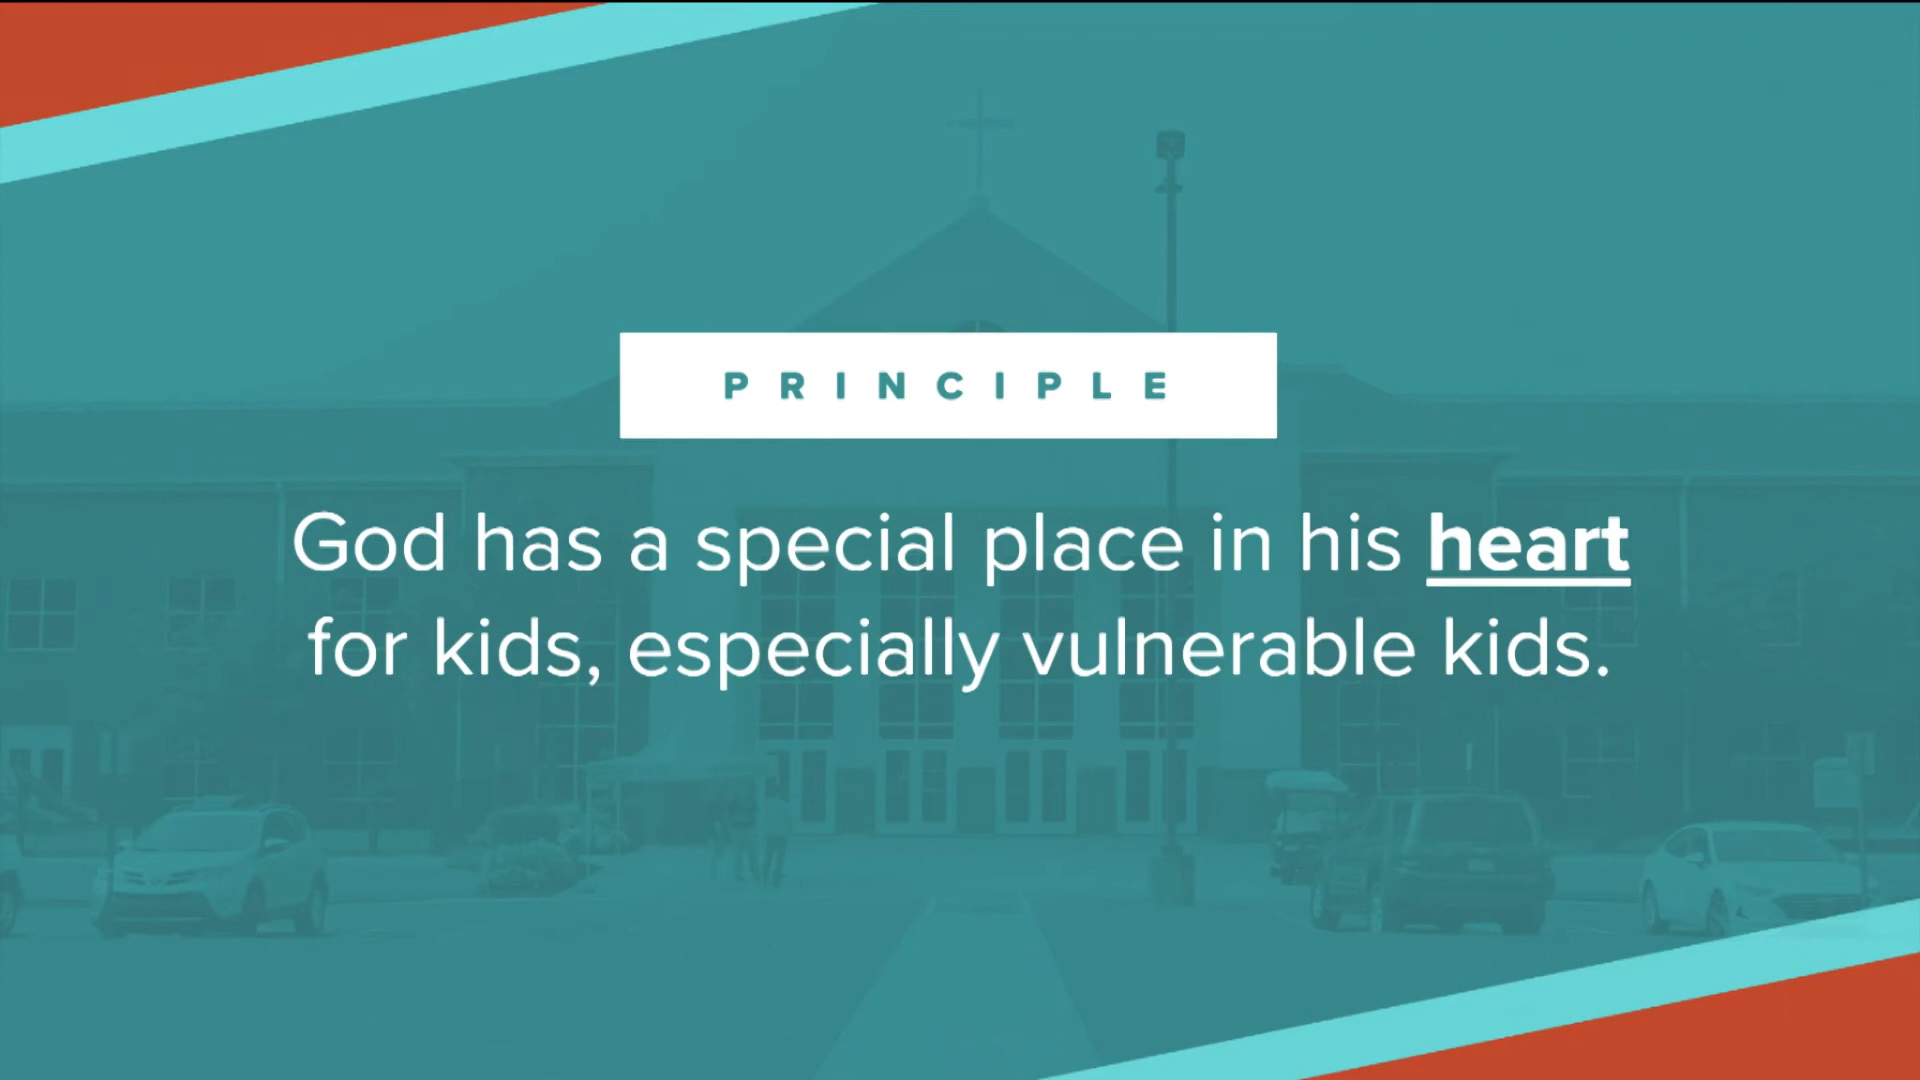 PRINCIPLE
God has a special place in his heart
for kids, especially vulnerable kids.